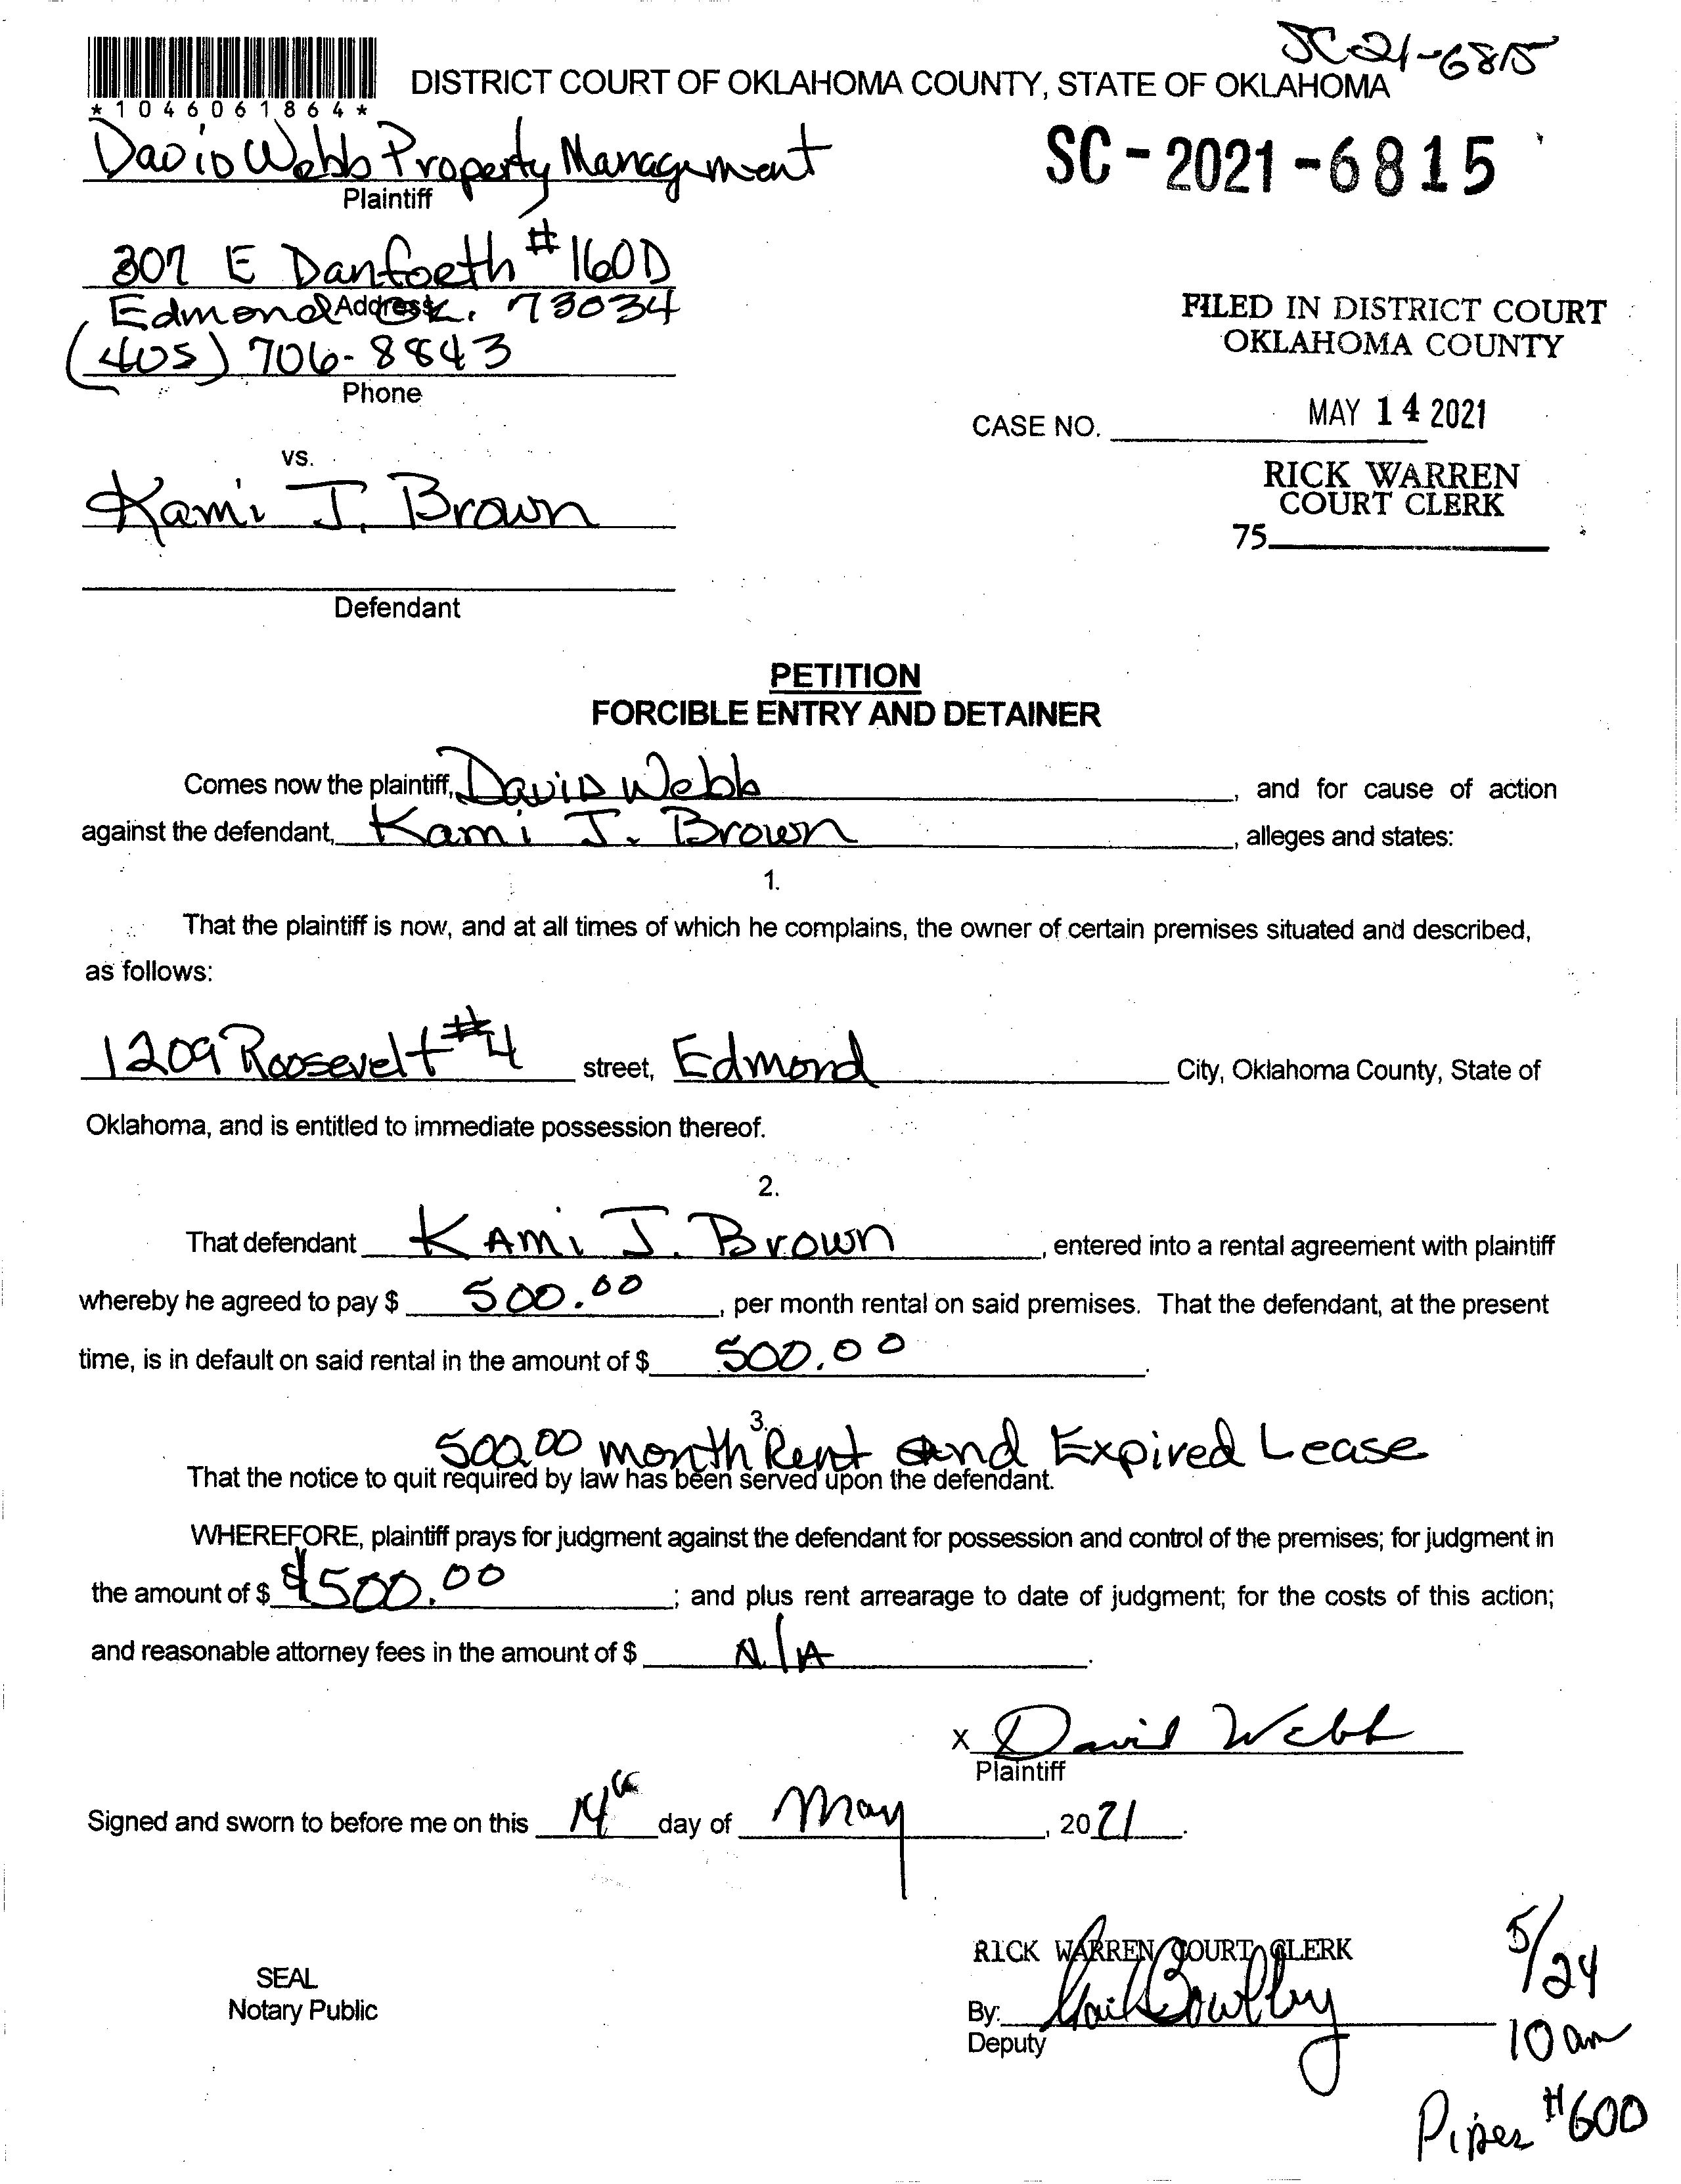 SC-21-6815
*1046061864*
DISTRICT COURT OF OKLAHOMA COUNTY, STATE OF OKLAHOMA
David Webb Property Management
SC-2021-6815
Plaintiff
307 E Danforth #160D
Address
Edmond Ok. 73034
FILED IN DISTRICT COURT
OKLAHOMA COUNTY
(405) 706-8843
Phone
MAY 14 2021
CASE NO.
vs.
RICK WARREN
COURT CLERK
Kami J. Brown
75
Defendant
PETITION
FORCIBLE ENTRY AND DETAINER
Comes now the plaintiff, David Webb, and for cause of action
against the defendant, Kami J. Brown, alleges and states:
1.
That the plaintiff is now, and at all times of which he complains, the owner of certain premises situated and described,
as follows:
1209 Roosevelt #4 street, Edmond City, Oklahoma County, State of
Oklahoma, and is entitled to immediate possession thereof.
2.
That defendant Kami J. Brown, entered into a rental agreement with plaintiff
whereby he agreed to pay $ 500.00, per month rental on said premises. That the defendant, at the present
time, is in default on said rental in the amount of $ 500.00.
3.
500.00 month Rent and Expired Lease
That the notice to quit required by law has been served upon the defendant.
WHEREFORE, plaintiff prays for judgment against the defendant for possession and control of the premises; for judgment in
the amount of $ $500.00; and plus rent arrearage to date of judgment; for the costs of this action;
and reasonable attorney fees in the amount of $ N/A.
X David Webb
Plaintiff
Signed and sworn to before me on this 14th day of May, 2021.
RICK WARREN COURT CLERK
SEAL
Notary Public
By: Gail Bowlby
Deputy
5/24
10 am
Piper #600